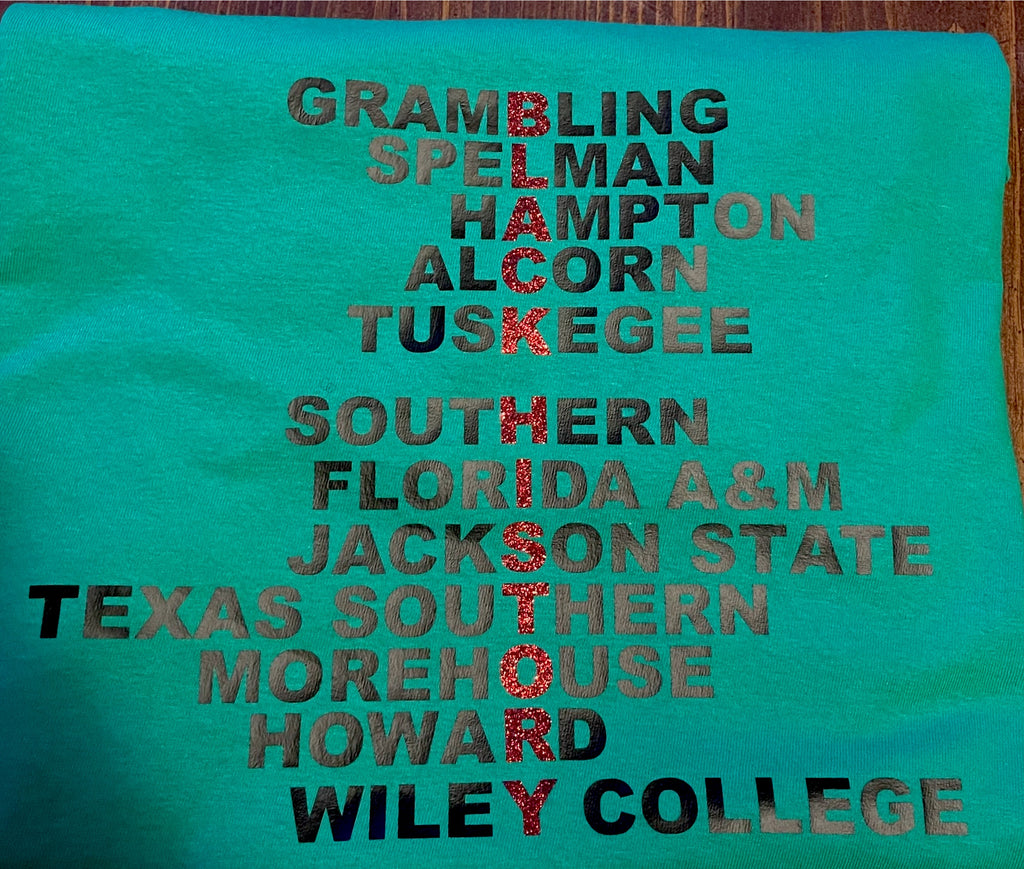 GRAMBLING
SPELMAN
HAMPTON
ALCORN
TUSKEGEE
SOUTHERN
FLORIDA A&M
JACKSON STATE
TEXAS SOUTHERN
MOREHOUSE
HOWARD
WILEY COLLEGE